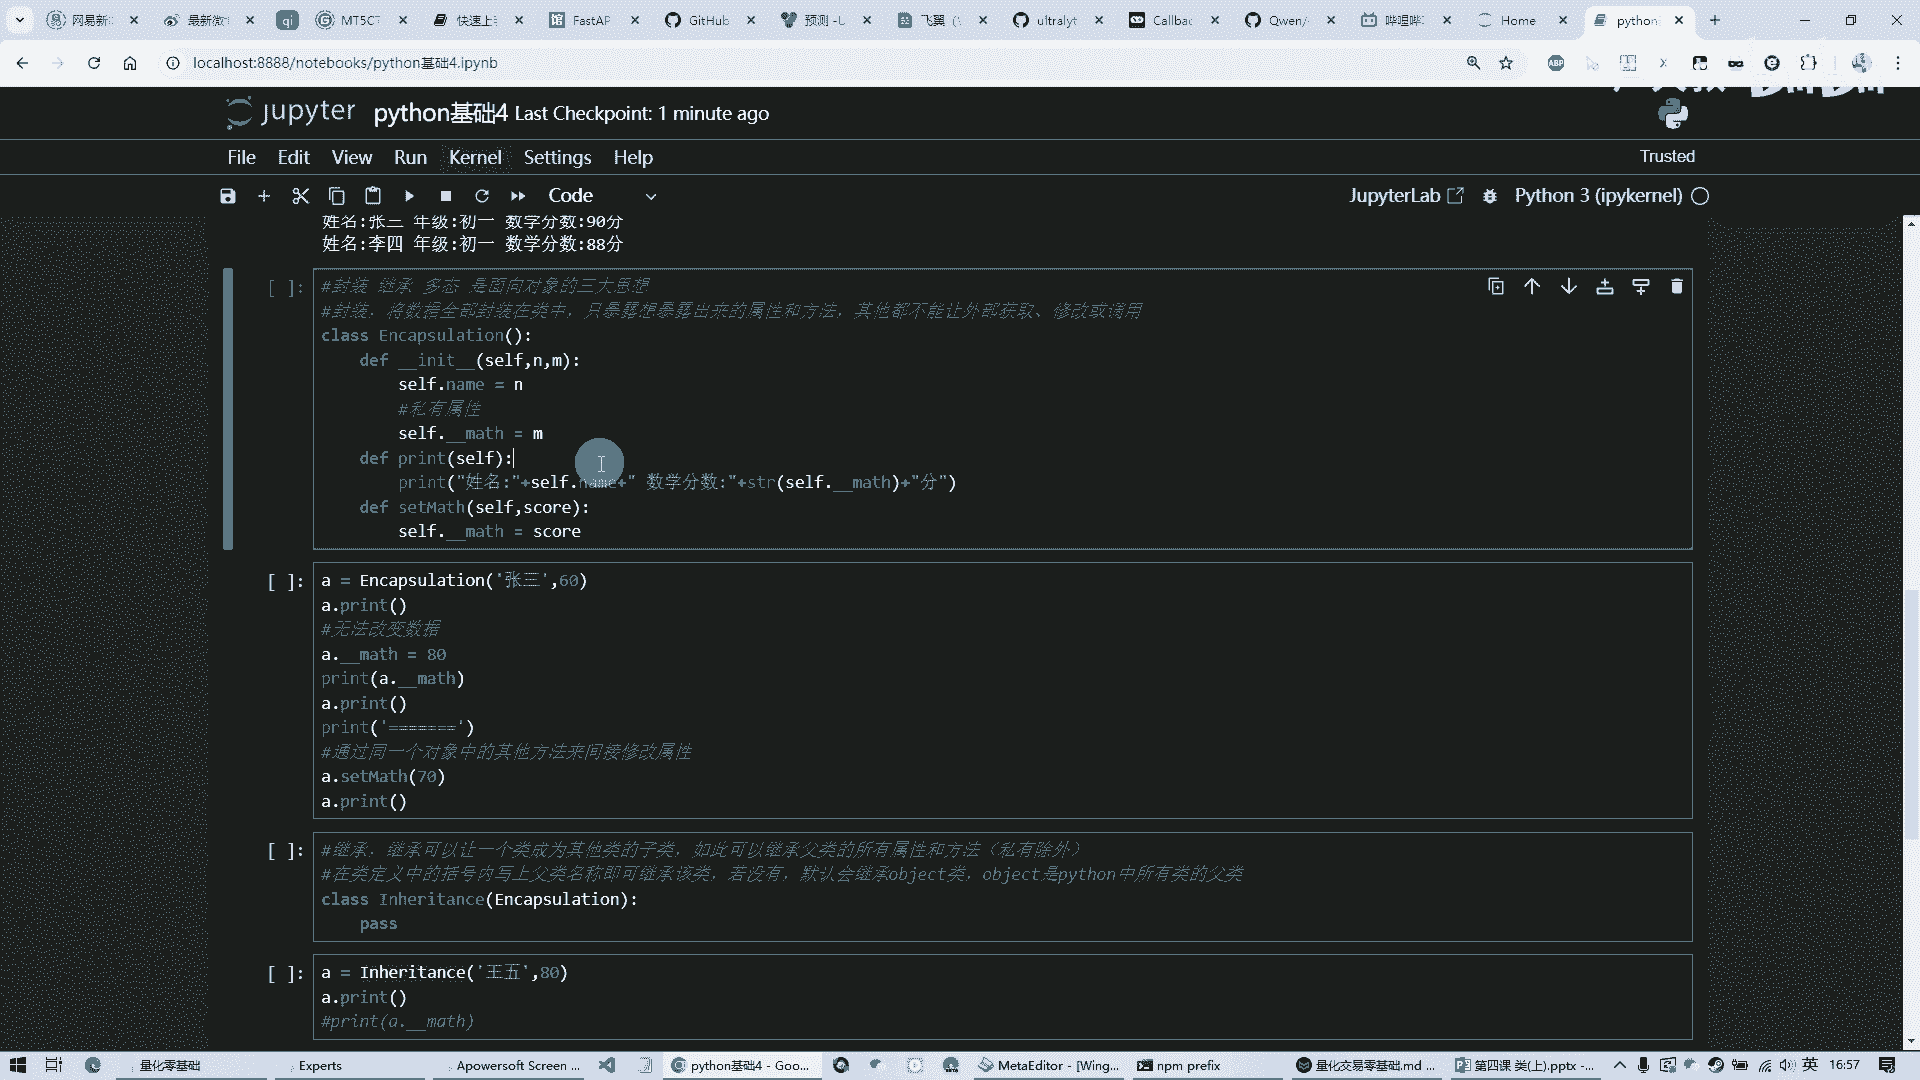 网易新
最新微
qi
MT5CT
快速上
FastAP
GitHub
预测 - U
飞翼 (
ultralyt
Callbac
Qwen/
哔哩哔
Home
python
localhost:8888/notebooks/python基础4.ipynb
jupyter python基础4 Last Checkpoint: 1 minute ago
File Edit View Run Kernel Settings Help
Trusted
Code
JupyterLab Python 3 (ipykernel)
姓名:张三 年级:初一 数学分数:90分
姓名:李四 年级:初一 数学分数:88分
[ ]: #封装 继承 多态 是面向对象的三大思想
#封装，将数据全部封装在类中，只暴露想暴露出来的属性和方法，其他都不能让外部获取、修改或调用
class Encapsulation():
def __init__(self,n,m):
self.name = n
#私有属性
self.__math = m
def print(self):
print("姓名:"+self.name+" 数学分数:"+str(self.__math)+"分")
def setMath(self,score):
self.__math = score
[ ]: a = Encapsulation('张三',60)
a.print()
#无法改变数据
a.__math = 80
print(a.__math)
a.print()
print('=======')
#通过同一个对象中的其他方法来间接修改属性
a.setMath(70)
a.print()
[ ]: #继承，继承可以让一个类成为其他类的子类，如此可以继承父类的所有属性和方法（私有除外）
#在类定义中的括号内写上父类名称即可继承该类，若没有，默认会继承object类，object是python中所有类的父类
class Inheritance(Encapsulation):
pass
[ ]: a = Inheritance('王五',80)
a.print()
#print(a.__math)
量化零基础
Experts
Apowersoft Screen ...
python基础4 - Goo...
MetaEditor - [Wing...
npm prefix
量化交易零基础.md ...
第四课 类(上).pptx -...
英
16:57